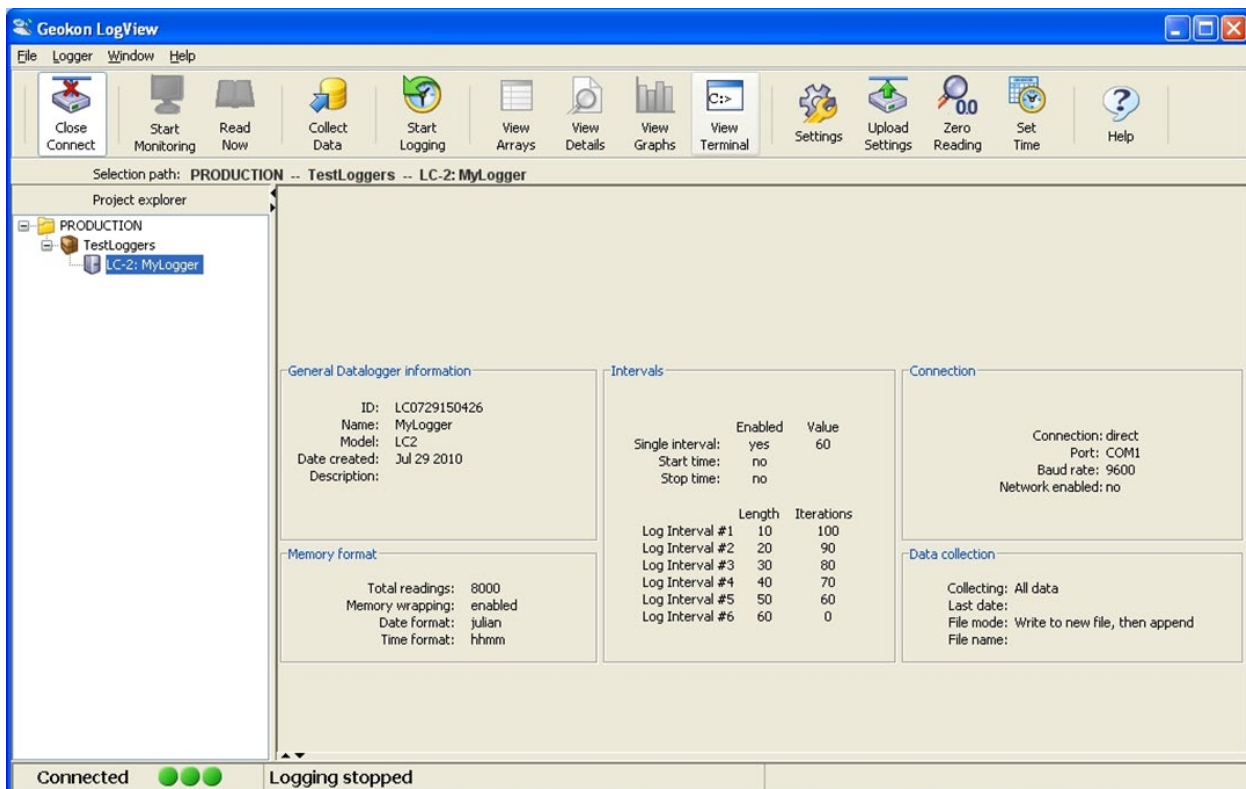 Geokon LogView
File Logger Window Help
Close Connect
Start Monitoring
Read Now
Collect Data
Start Logging
View Arrays
View Details
View Graphs
C:>
View Terminal
Settings
Upload Settings
0.0
Zero Reading
Set Time
?
Help
Selection path: PRODUCTION -- TestLoggers -- LC-2: MyLogger
Project explorer
PRODUCTION
TestLoggers
LC-2: MyLogger
General Datalogger information
ID: LC0729150426
Name: MyLogger
Model: LC2
Date created: Jul 29 2010
Description:
Memory format
Total readings: 8000
Memory wrapping: enabled
Date format: julian
Time format: hhmm
Intervals
Enabled Value
Single interval: yes 60
Start time: no
Stop time: no
Length Iterations
Log Interval #1 10 100
Log Interval #2 20 90
Log Interval #3 30 80
Log Interval #4 40 70
Log Interval #5 50 60
Log Interval #6 60 0
Connection
Connection: direct
Port: COM1
Baud rate: 9600
Network enabled: no
Data collection
Collecting: All data
Last date:
File mode: Write to new file, then append
File name:
Connected
Logging stopped